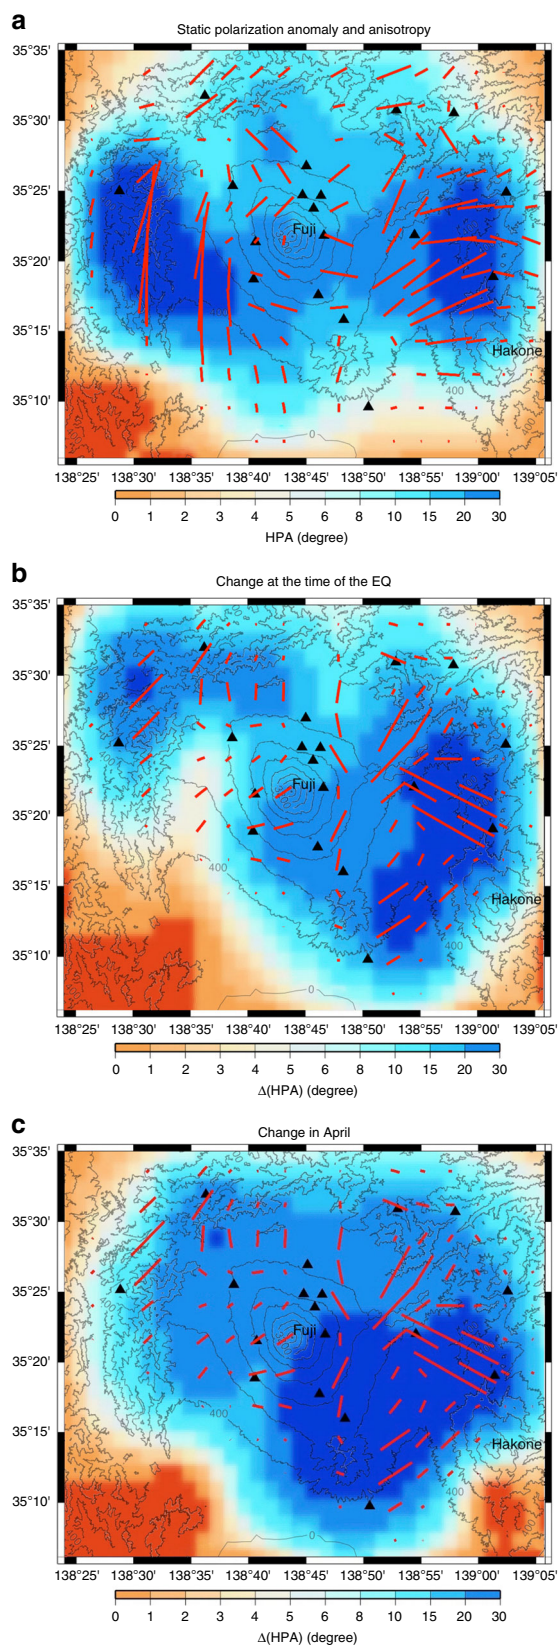 a
Static polarization anomaly and anisotropy
35°35'
35°30'
35°25'
Fuji
35°20'
35°15'
Hakone
400
35°10'
400
0
138°25' 138°30' 138°35' 138°40' 138°45' 138°50' 138°55' 139°00' 139°05'
0 1 2 3 4 5 6 8 10 15 20 30
HPA (degree)
b
Change at the time of the EQ
35°35'
35°30'
35°25'
Fuji
35°20'
400
35°15'
Hakone
400
35°10'
400
0
138°25' 138°30' 138°35' 138°40' 138°45' 138°50' 138°55' 139°00' 139°05'
0 1 2 3 4 5 6 8 10 15 20 30
Δ(HPA) (degree)
c
Change in April
35°35'
35°30'
35°25'
Fuji
35°20'
400
35°15'
Hakone
400
35°10'
400
0
138°25' 138°30' 138°35' 138°40' 138°45' 138°50' 138°55' 139°00' 139°05'
0 1 2 3 4 5 6 8 10 15 20 30
Δ(HPA) (degree)